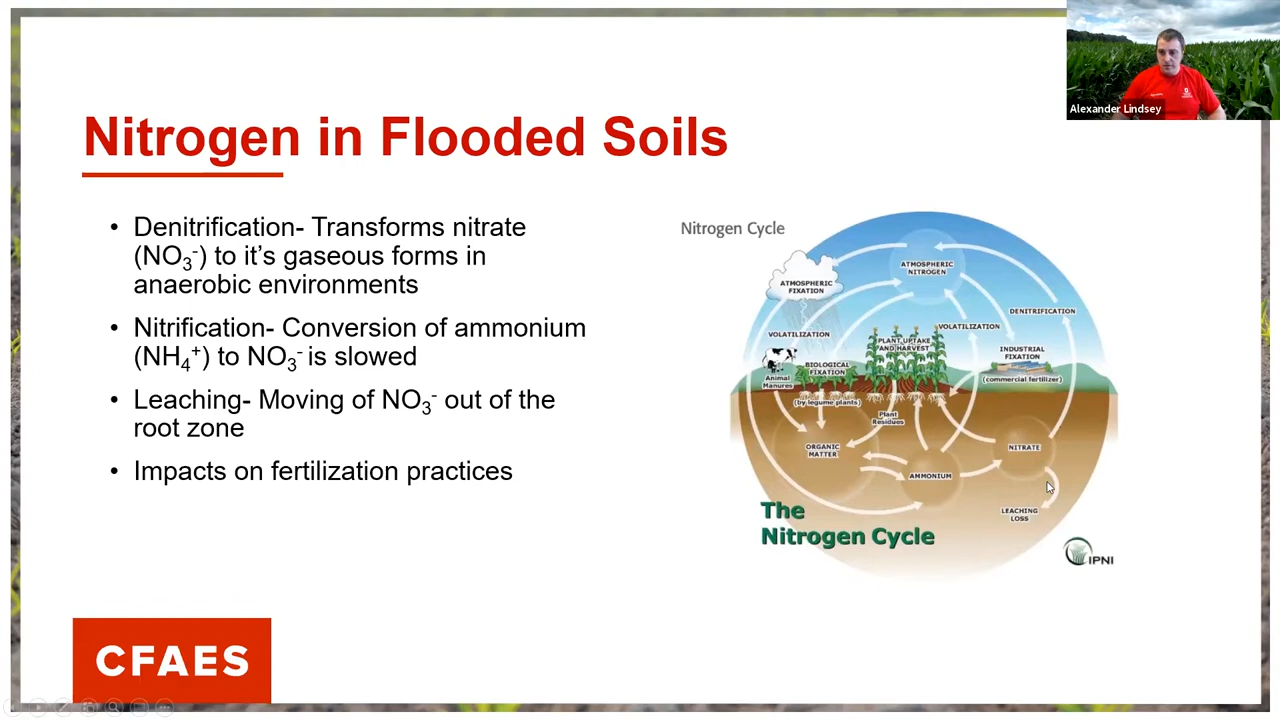 Alexander Lindsey
Nitrogen in Flooded Soils
• Denitrification- Transforms nitrate
(NO₃⁻) to it’s gaseous forms in
anaerobic environments
• Nitrification- Conversion of ammonium
(NH₄⁺) to NO₃⁻ is slowed
• Leaching- Moving of NO₃⁻ out of the
root zone
• Impacts on fertilization practices
Nitrogen Cycle
ATMOSPHERIC
NITROGEN
ATMOSPHERIC
FIXATION
DENITRIFICATION
VOLATILIZATION
VOLATILIZATION
PLANT UPTAKE
AND HARVEST
INDUSTRIAL
FIXATION
(commercial fertilizer)
Animal
Manures
BIOLOGICAL
FIXATION
(by legume plants)
Plant
Residues
ORGANIC
MATTER
AMMONIUM
NITRATE
LEACHING
LOSS
The
Nitrogen Cycle
IPNI
CFAES